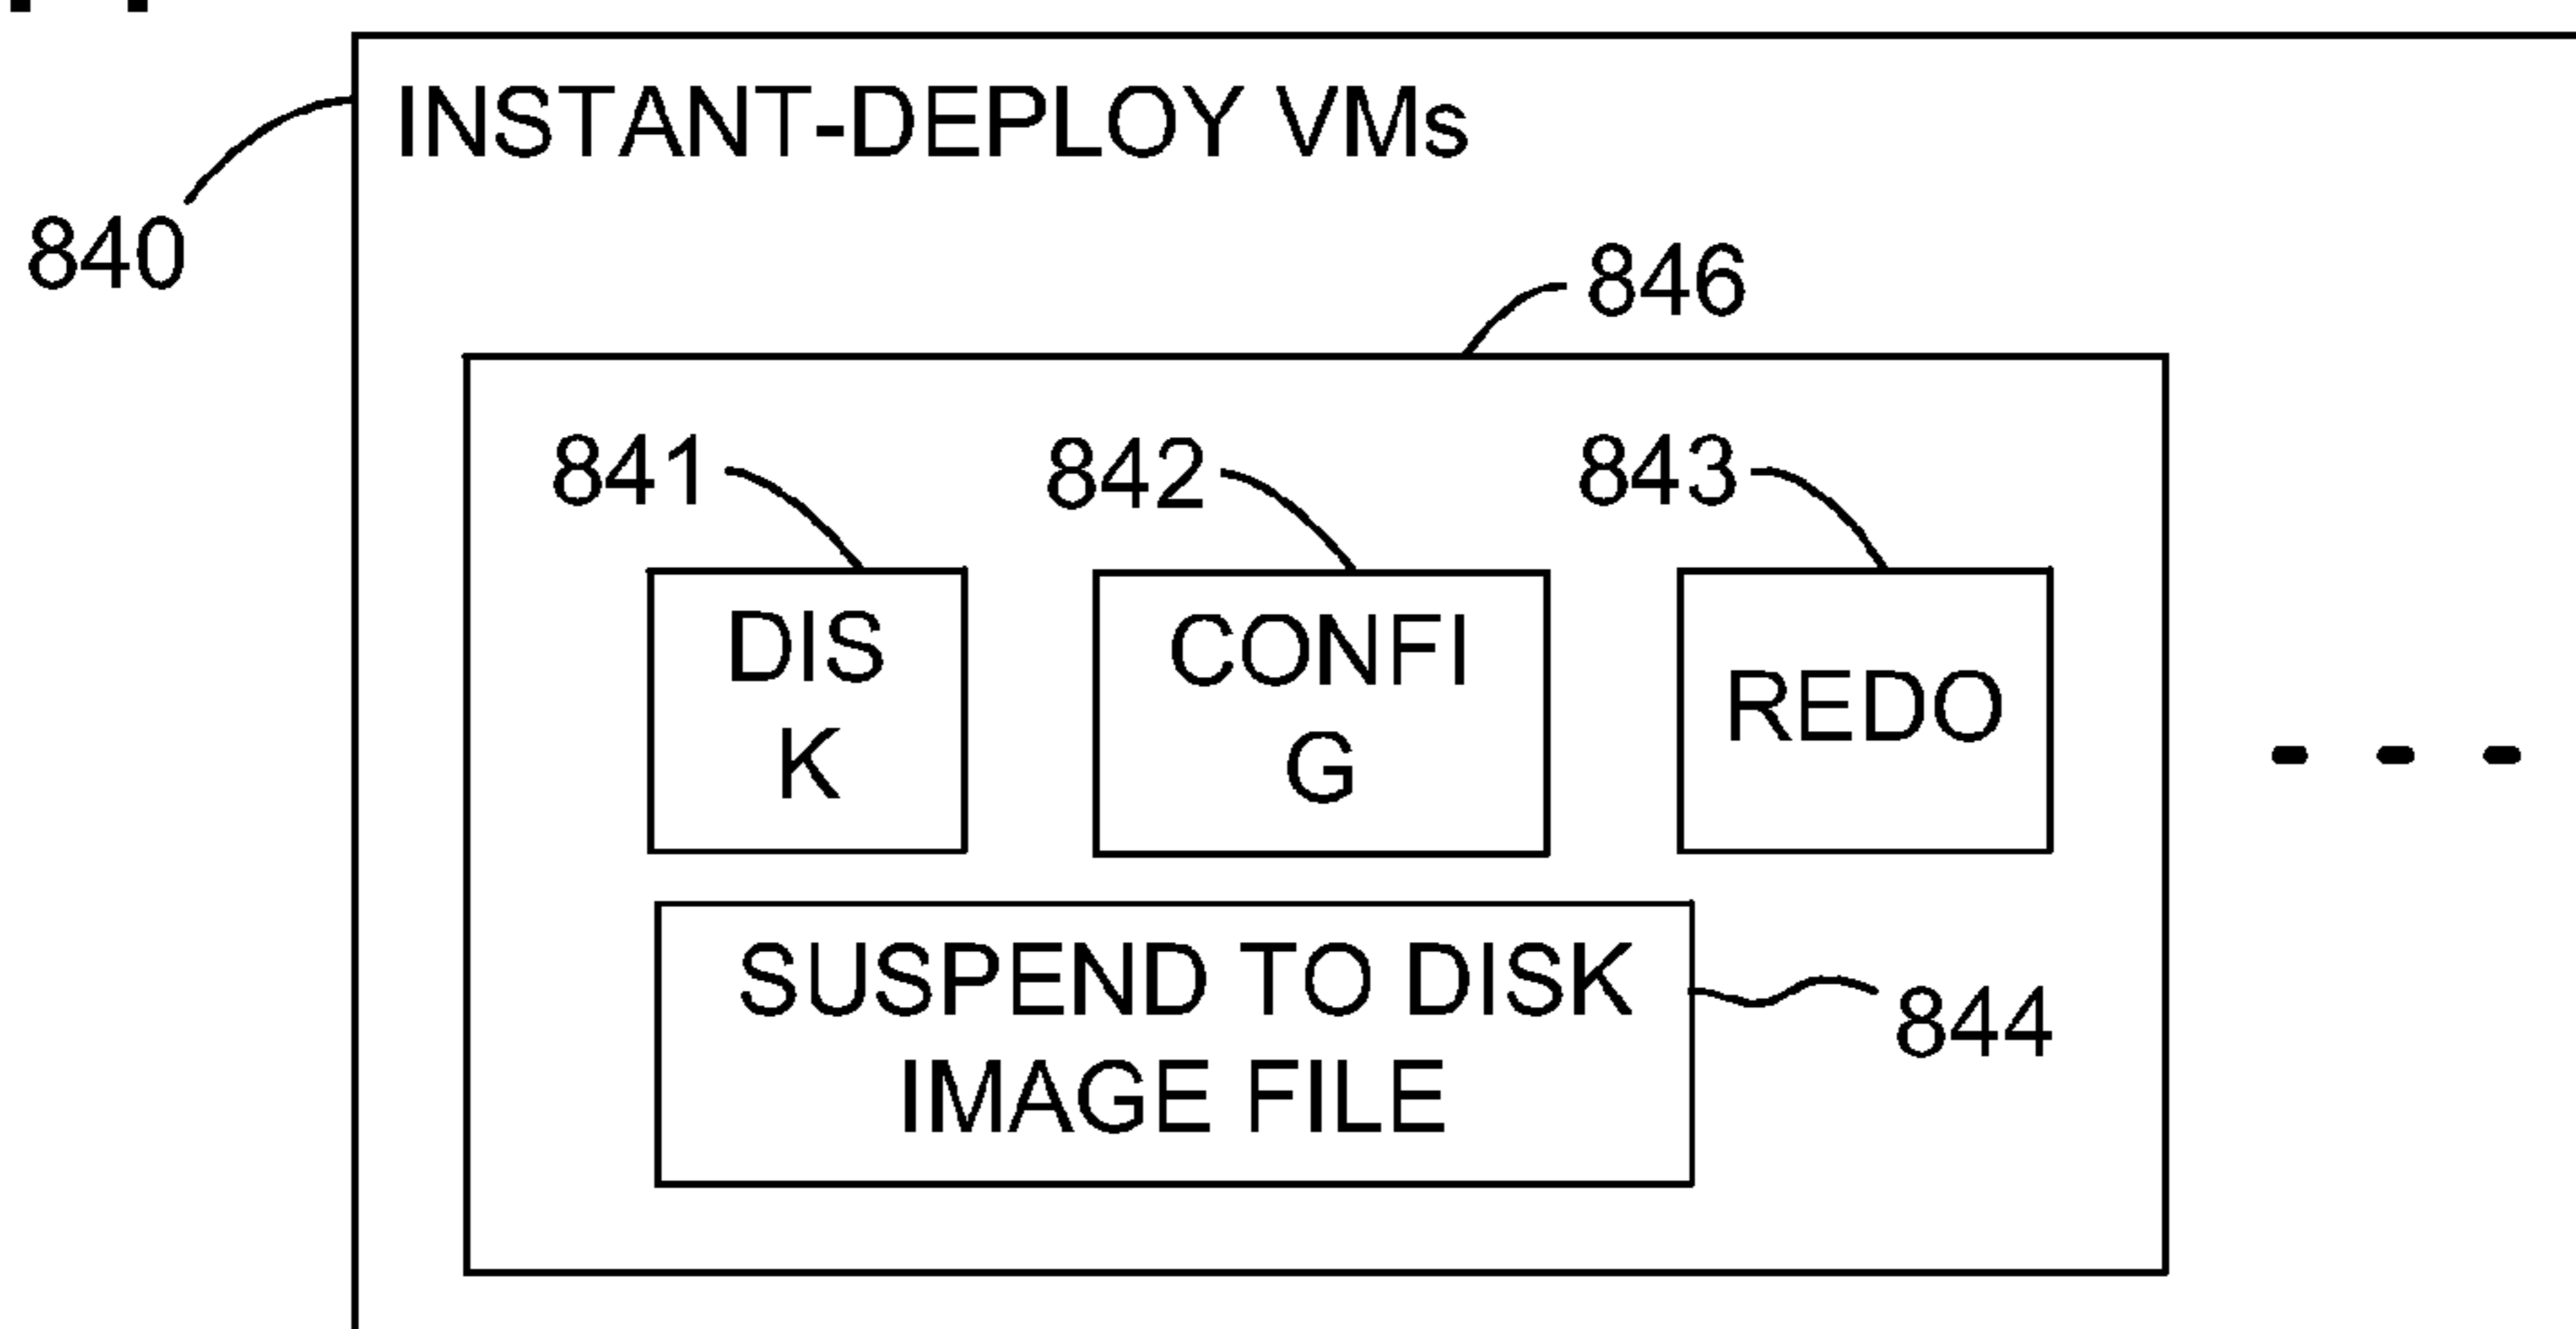 INSTANT-DEPLOY VMs
840
846
841 842 843
DIS
K
CONFI
G
REDO
SUSPEND TO DISK
IMAGE FILE
844